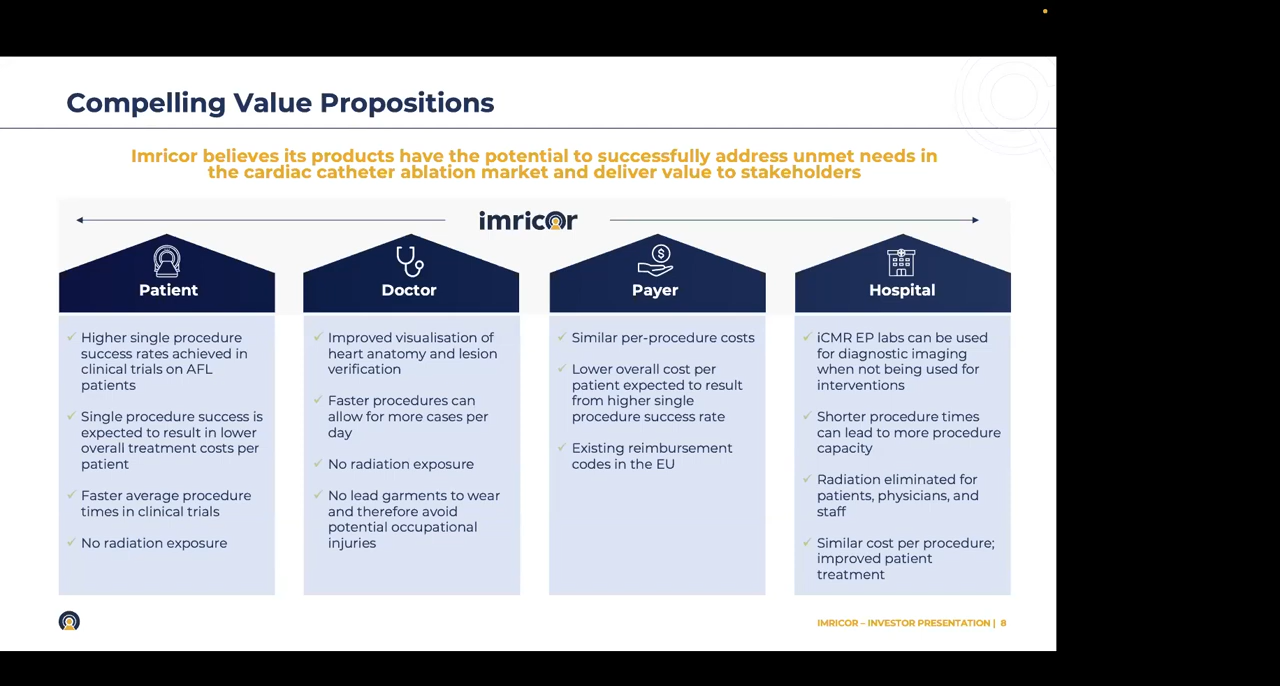 Compelling Value Propositions
Imricor believes its products have the potential to successfully address unmet needs in
the cardiac catheter ablation market and deliver value to stakeholders
imricor
Patient
Higher single procedure
success rates achieved in
clinical trials on AFL
patients
Single procedure success is
expected to result in lower
overall treatment costs per
patient
Faster average procedure
times in clinical trials
No radiation exposure
Doctor
Improved visualisation of
heart anatomy and lesion
verification
Faster procedures can
allow for more cases per
day
No radiation exposure
No lead garments to wear
and therefore avoid
potential occupational
injuries
Payer
Similar per-procedure costs
Lower overall cost per
patient expected to result
from higher single
procedure success rate
Existing reimbursement
codes in the EU
Hospital
iCMR EP labs can be used
for diagnostic imaging
when not being used for
interventions
Shorter procedure times
can lead to more procedure
capacity
Radiation eliminated for
patients, physicians, and
staff
Similar cost per procedure;
improved patient
treatment
IMRICOR – INVESTOR PRESENTATION | 8